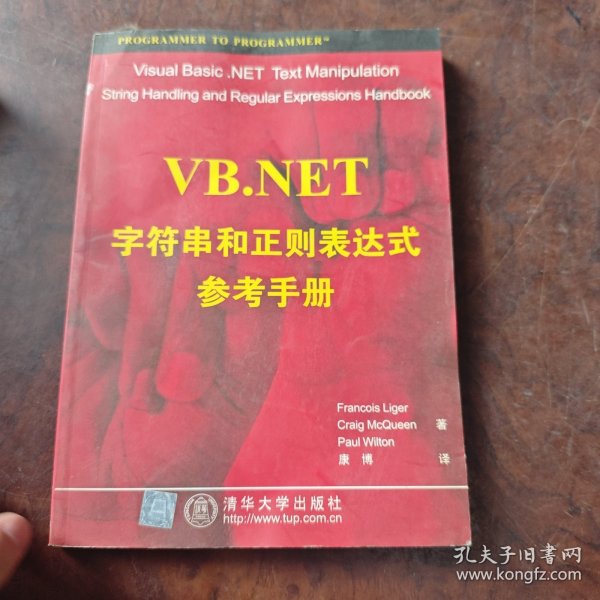 PROGRAMMER TO PROGRAMMER™
Visual Basic .NET Text Manipulation
String Handling and Regular Expressions Handbook
VB.NET
字符串和正则表达式
参考手册
Francois Liger
Craig McQueen 著
Paul Wilton
康 博 译
清华大学出版社
http://www.tup.com.cn
孔夫子旧书网
www.kongfz.com